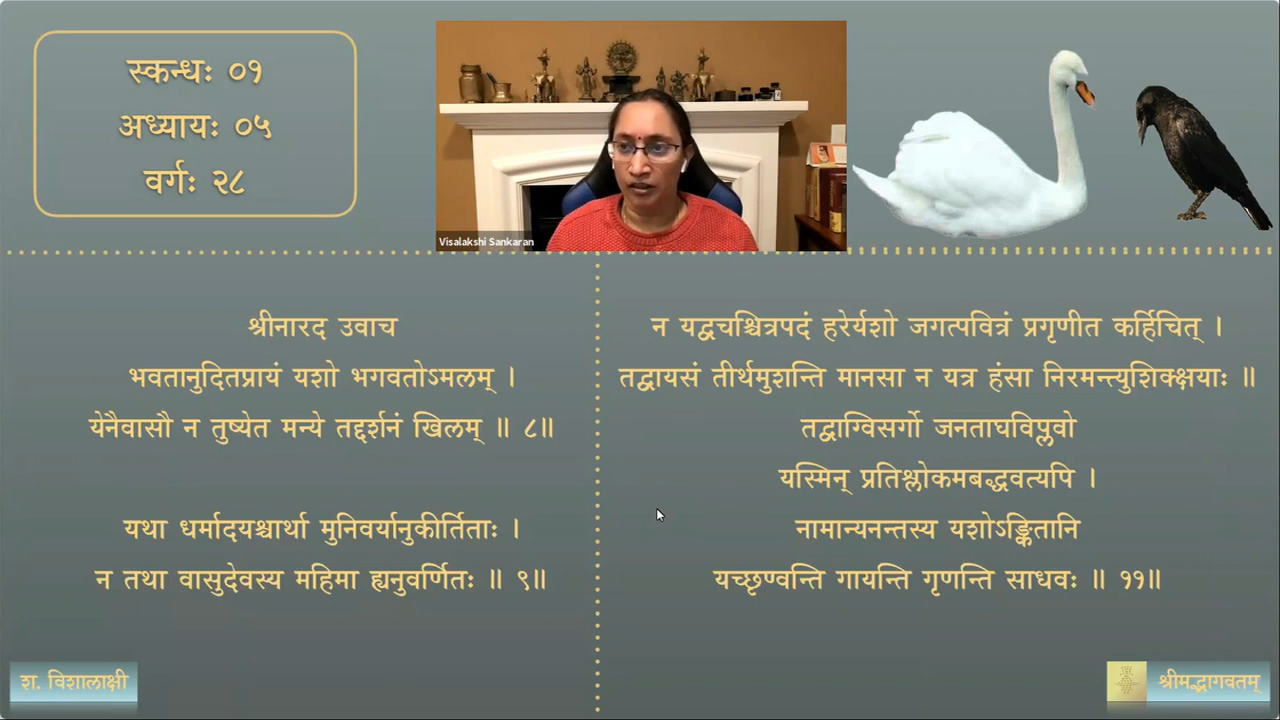 स्कन्धः ०१
अध्यायः ०५
वर्गः २८
Visalakshi Sankaran
श्रीनारद उवाच
भवतानुदितप्रायं यशो भगवतोऽमलम् ।
येनैवासौ न तुष्येत मन्ये तद्दर्शनं खिलम् ॥ ८॥
यथा धर्मादयश्चार्था मुनिवर्यानुकीर्तिताः ।
न तथा वासुदेवस्य महिमा ह्यनुवर्णितः ॥ ९॥
न यद्वचश्चित्रपदं हरेर्यशो जगत्पवित्रं प्रगृणीत कर्हिचित् ।
तद्वायसं तीर्थमुशान्ति मानसा न यत्र हंसा निरमन्त्युशिक्क्षयाः ॥
तद्वाग्विसर्गो जनताघविप्लवो
यस्मिन् प्रतिश्लोकमबद्धवत्यपि ।
नामान्यनन्तस्य यशोऽङ्कितानि
यच्छृण्वन्ति गायन्ति गृणन्ति साधवः ॥ ११॥
श. विशालाक्षी
श्रीमद्भागवतम्